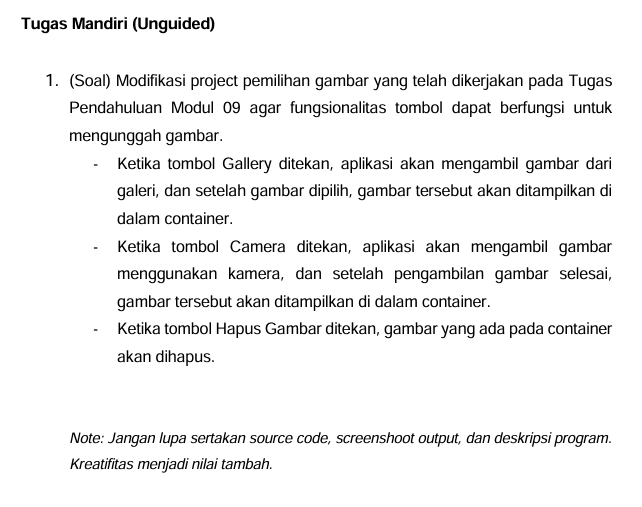 Tugas Mandiri (Unguided)
1. (Soal) Modifikasi project pemilihan gambar yang telah dikerjakan pada Tugas
Pendahuluan Modul 09 agar fungsionalitas tombol dapat berfungsi untuk
mengunggah gambar.
- Ketika tombol Gallery ditekan, aplikasi akan mengambil gambar dari
galeri, dan setelah gambar dipilih, gambar tersebut akan ditampilkan di
dalam container.
- Ketika tombol Camera ditekan, aplikasi akan mengambil gambar
menggunakan kamera, dan setelah pengambilan gambar selesai,
gambar tersebut akan ditampilkan di dalam container.
- Ketika tombol Hapus Gambar ditekan, gambar yang ada pada container
akan dihapus.
Note: Jangan lupa sertakan source code, screenshoot output, dan deskripsi program.
Kreatifitas menjadi nilai tambah.